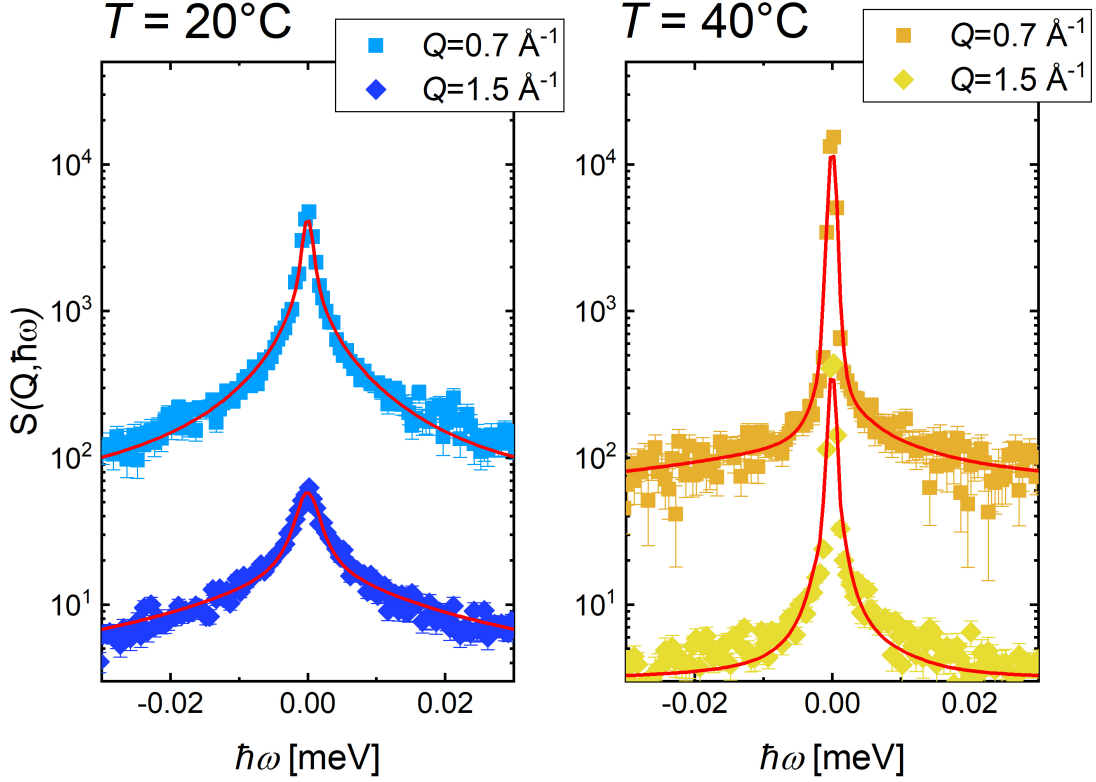 T = 20°C
Q=0.7 Å-1
Q=1.5 Å-1
T = 40°C
Q=0.7 Å-1
Q=1.5 Å-1
S(Q,ħω)
10⁴
10³
10²
10¹
-0.02
0.00
0.02
ħω [meV]
10⁴
10³
10²
10¹
-0.02
0.00
0.02
ħω [meV]